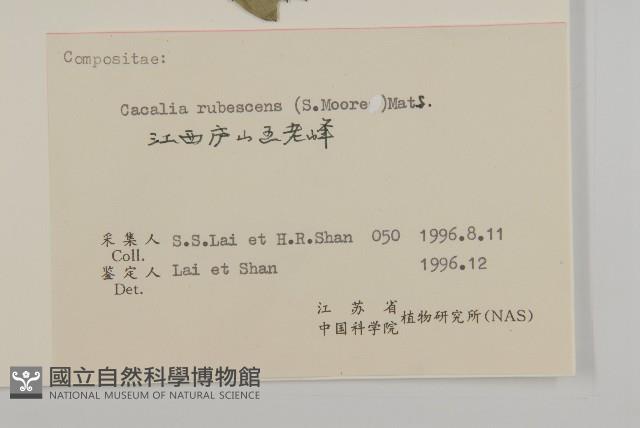 Compositae:
Cacalia rubescens (S.Moore )Mats.
江西庐山五老峰
采集人 S.S.Lai et H.R.Shan 050 1996.8.11
Coll.
鉴定人 Lai et Shan 1996.12
Det.
江苏省
中国科学院 植物研究所(NAS)
國立自然科學博物館
NATIONAL MUSEUM OF NATURAL SCIENCE